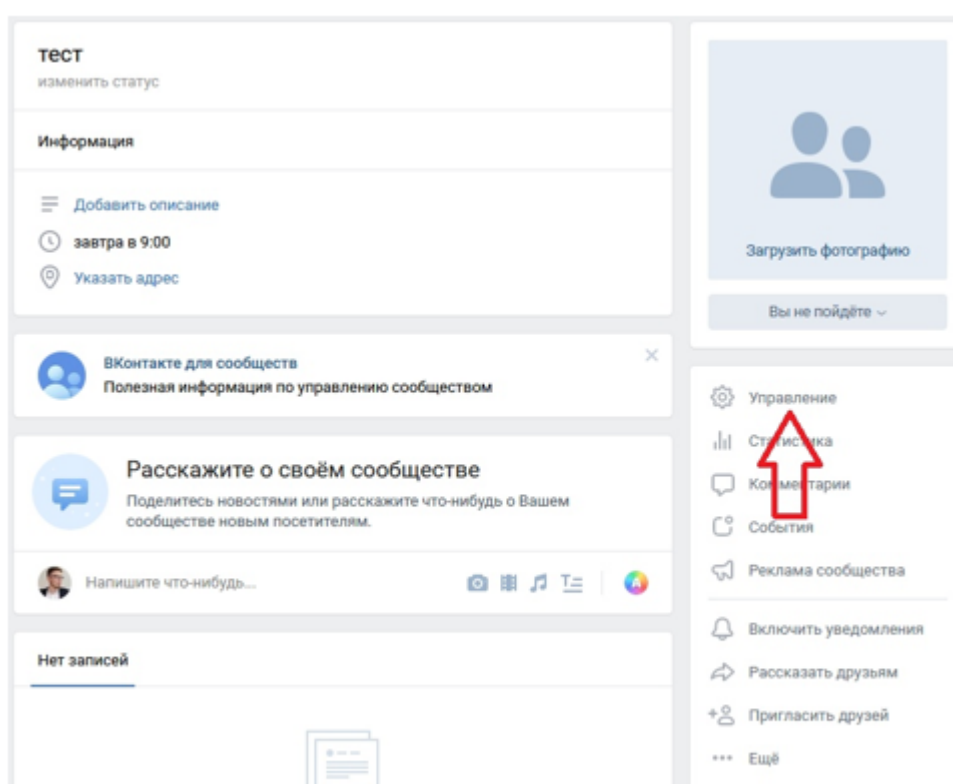 тест
изменить статус
Информация
Добавить описание
завтра в 9:00
Указать адрес
ВКонтакте для сообществ
Полезная информация по управлению сообществом
Расскажите о своём сообществе
Поделитесь новостями или расскажите что-нибудь о Вашем
сообществе новым посетителям.
Напишите что-нибудь...
Нет записей
Загрузить фотографию
Вы не пойдёте
Управление
Статистика
Комментарии
События
Реклама сообщества
Включить уведомления
Рассказать друзьям
Пригласить друзей
Ещё